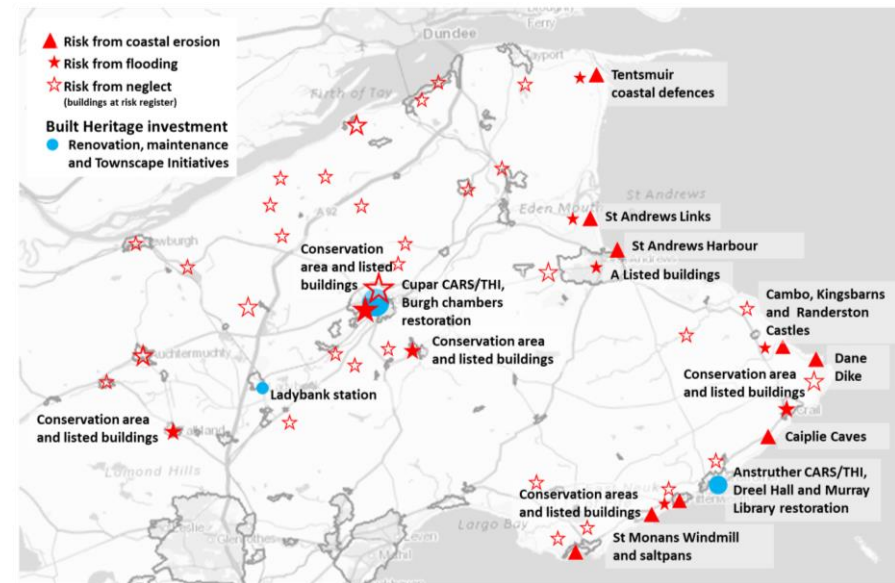 Risk from coastal erosion
Risk from flooding
Risk from neglect
(buildings at risk register)
Built Heritage investment
Renovation, maintenance
and Townscape Initiatives
Dundee
Ferry
Tayport
Firth of Tay
Tentsmuir
coastal defences
A 92
Eden Mouth
St Andrews
St Andrews Links
St Andrews Harbour
A Listed buildings
Conservation
area and listed
buildings
Cupar CARS/THI,
Burgh chambers
restoration
Cambo, Kingsbarns
and Randerston
Castles
Dane
Dike
Conservation area
and listed buildings
Conservation area
and listed buildings
Ladybank station
Conservation area
and listed buildings
Crail
Caiplie Caves
Lomond Hills
Anstruther CARS/THI,
Dreel Hall and Murray
Library restoration
Conservation areas
and listed buildings
Largo Bay
Leven
St Monans Windmill
and saltpans